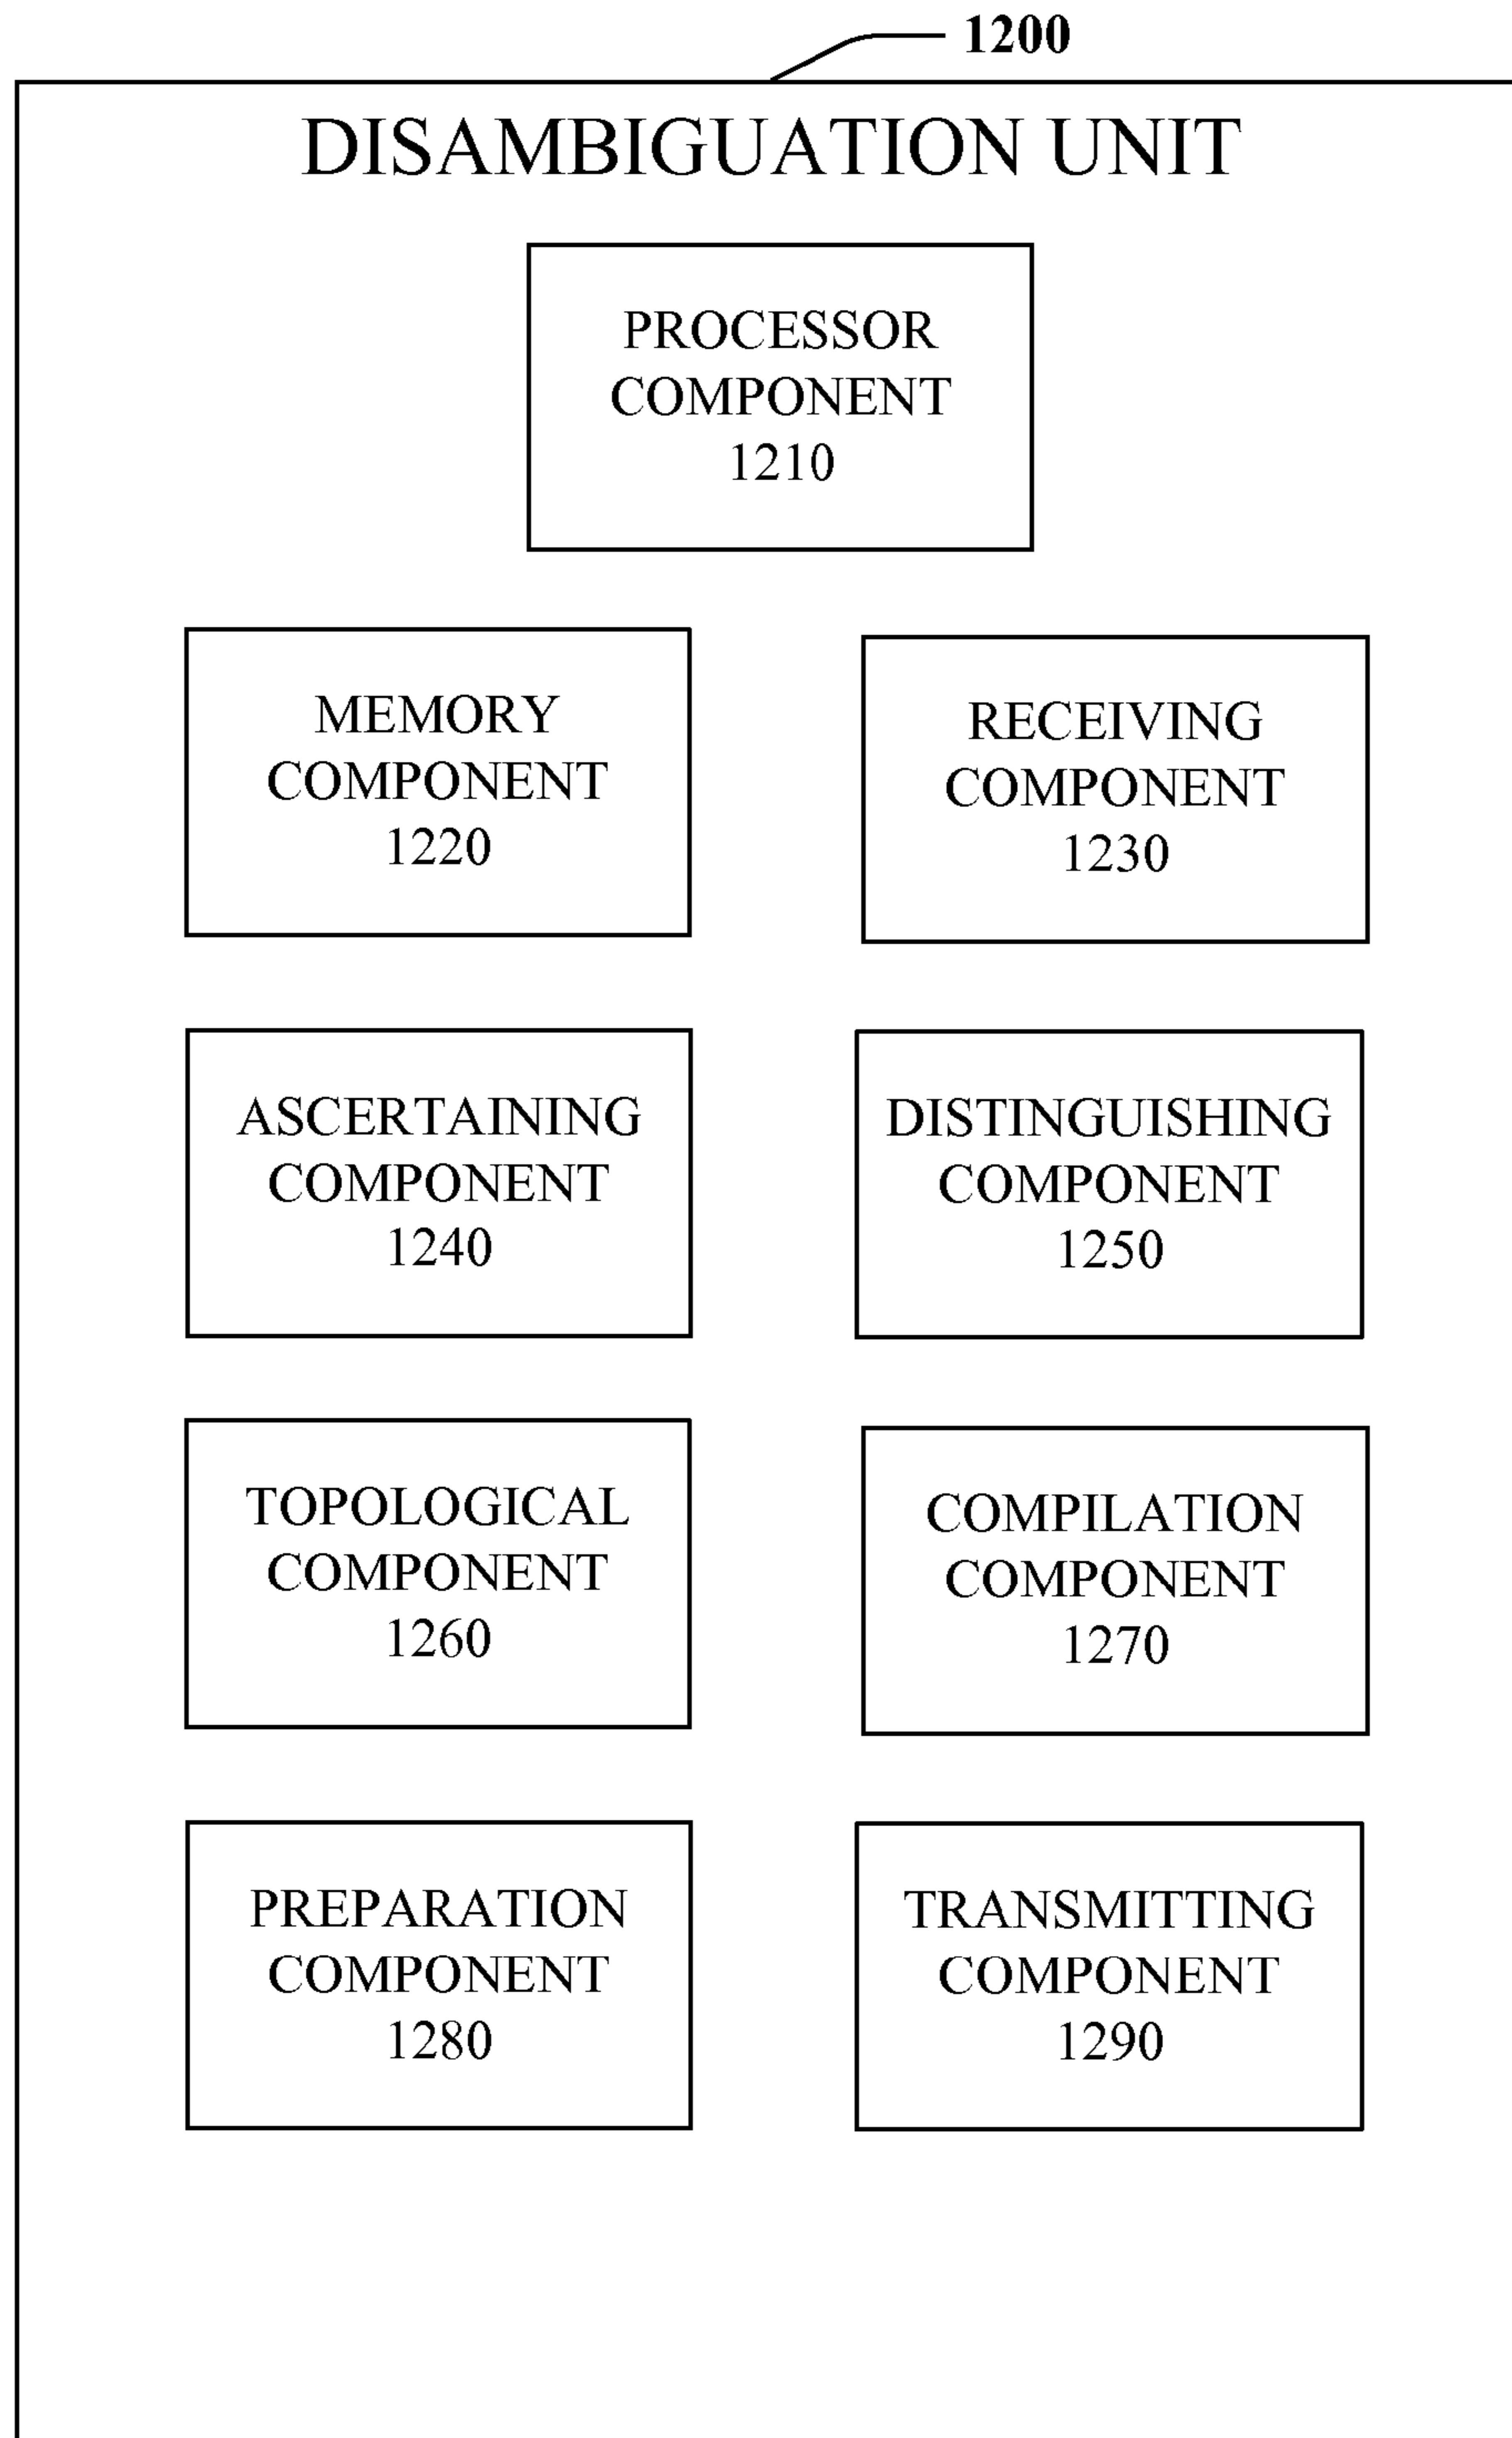 1200
DISAMBIGUATION UNIT
PROCESSOR
COMPONENT
1210
MEMORY
COMPONENT
1220
RECEIVING
COMPONENT
1230
ASCERTAINING
COMPONENT
1240
DISTINGUISHING
COMPONENT
1250
TOPOLOGICAL
COMPONENT
1260
COMPILATION
COMPONENT
1270
PREPARATION
COMPONENT
1280
TRANSMITTING
COMPONENT
1290